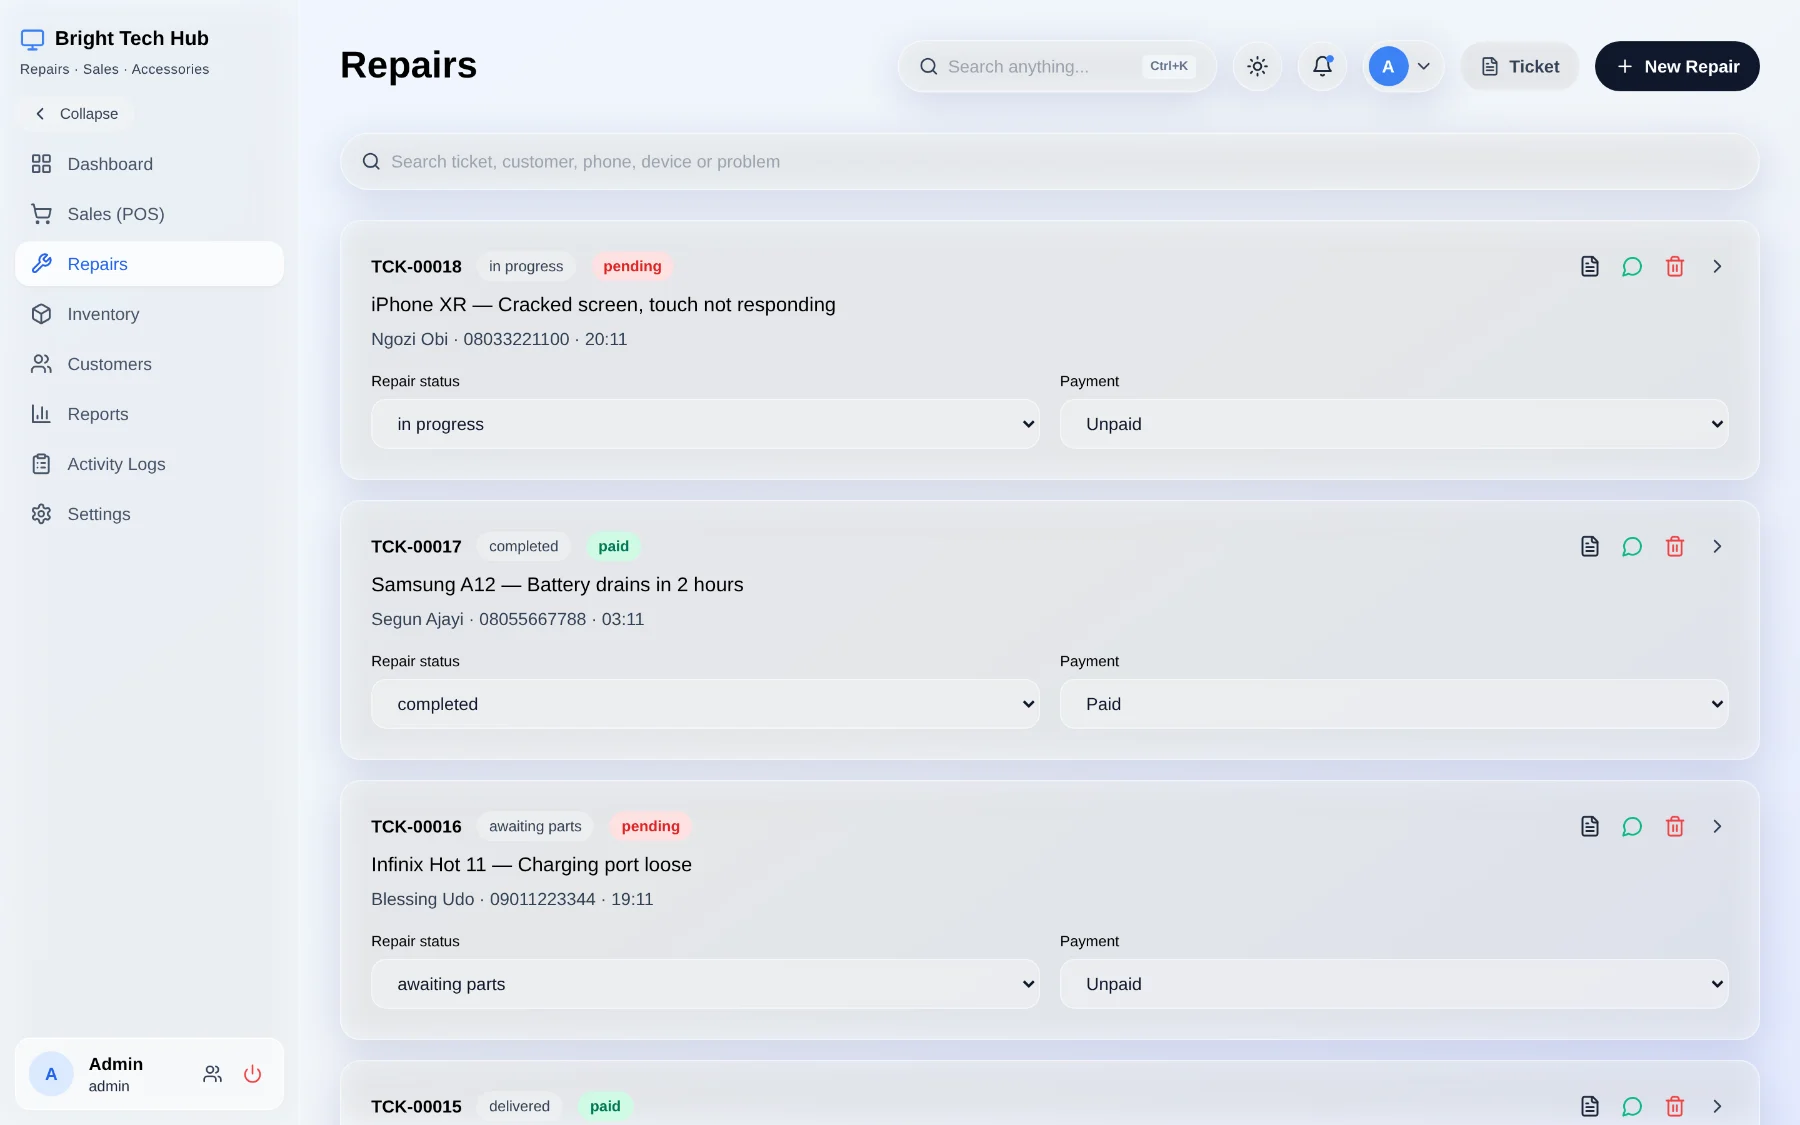 Bright Tech Hub
Repairs · Sales · Accessories
Collapse
Dashboard
Sales (POS)
Repairs
Inventory
Customers
Reports
Activity Logs
Settings
A
Admin
admin
Repairs
Search anything...
Ctrl+K
A
Ticket
New Repair
Search ticket, customer, phone, device or problem
TCK-00018 in progress pending
iPhone XR — Cracked screen, touch not responding
Ngozi Obi · 08033221100 · 20:11
Repair status Payment
in progress Unpaid
TCK-00017 completed paid
Samsung A12 — Battery drains in 2 hours
Segun Ajayi · 08055667788 · 03:11
Repair status Payment
completed Paid
TCK-00016 awaiting parts pending
Infinix Hot 11 — Charging port loose
Blessing Udo · 09011223344 · 19:11
Repair status Payment
awaiting parts Unpaid
TCK-00015 delivered paid